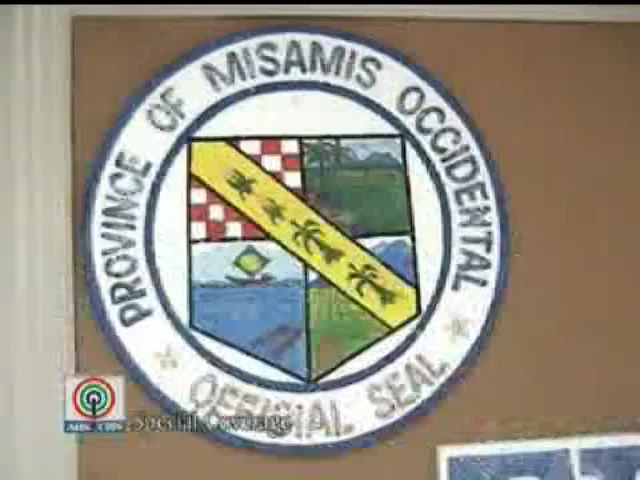 PROVINCE OF MISAMIS OCCIDENTAL
OFFICIAL SEAL
ABS-CBN
Special Coverage